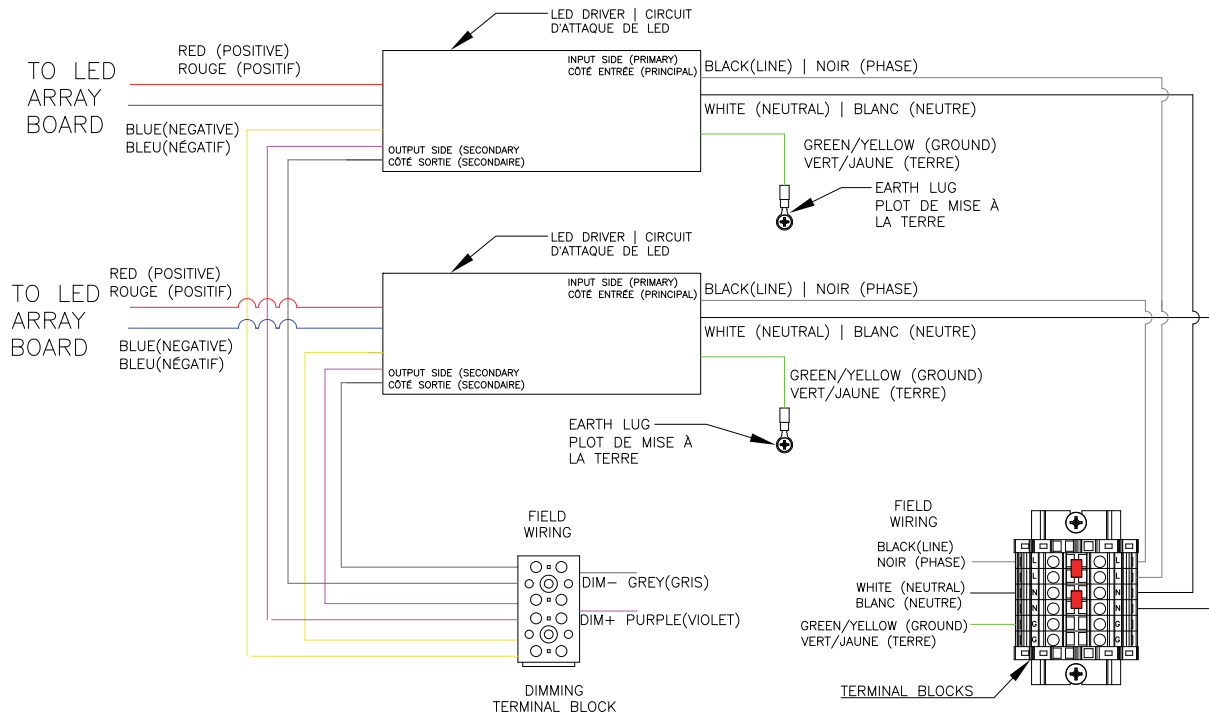 LED DRIVER | CIRCUIT
D'ATTAQUE DE LED
RED (POSITIVE)
ROUGE (POSITIF)
TO LED
ARRAY
BOARD
BLUE(NEGATIVE)
BLEU(NÉGATIF)
INPUT SIDE (PRIMARY)
CÔTÉ ENTRÉE (PRINCIPAL)
OUTPUT SIDE (SECONDARY
CÔTÉ SORTIE (SECONDAIRE)
BLACK(LINE) | NOIR (PHASE)
WHITE (NEUTRAL) | BLANC (NEUTRE)
GREEN/YELLOW (GROUND)
VERT/JAUNE (TERRE)
EARTH LUG
PLOT DE MISE À
LA TERRE
LED DRIVER | CIRCUIT
D'ATTAQUE DE LED
RED (POSITIVE)
ROUGE (POSITIF)
TO LED
ARRAY
BOARD
BLUE(NEGATIVE)
BLEU(NÉGATIF)
INPUT SIDE (PRIMARY)
CÔTÉ ENTRÉE (PRINCIPAL)
OUTPUT SIDE (SECONDARY
CÔTÉ SORTIE (SECONDAIRE)
BLACK(LINE) | NOIR (PHASE)
WHITE (NEUTRAL) | BLANC (NEUTRE)
GREEN/YELLOW (GROUND)
VERT/JAUNE (TERRE)
EARTH LUG
PLOT DE MISE À
LA TERRE
FIELD
WIRING
DIM- GREY(GRIS)
DIM+ PURPLE(VIOLET)
DIMMING
TERMINAL BLOCK
FIELD
WIRING
BLACK(LINE)
NOIR (PHASE)
WHITE (NEUTRAL)
BLANC (NEUTRE)
GREEN/YELLOW (GROUND)
VERT/JAUNE (TERRE)
L L
L L
N N
N N
G G
G G
TERMINAL BLOCKS